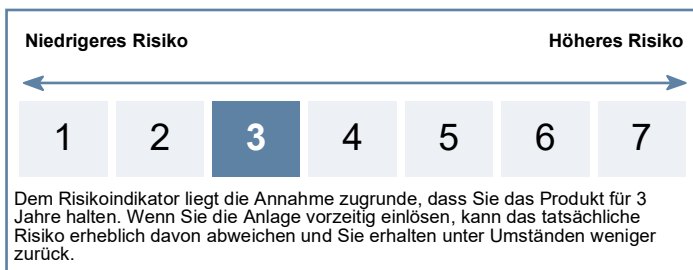 Niedrigeres Risiko Höheres Risiko
1 2 3 4 5 6 7
Dem Risikoindikator liegt die Annahme zugrunde, dass Sie das Produkt für 3
Jahre halten. Wenn Sie die Anlage vorzeitig einlösen, kann das tatsächliche
Risiko erheblich davon abweichen und Sie erhalten unter Umständen weniger
zurück.